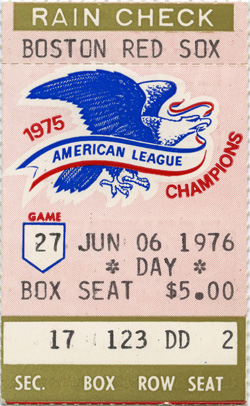 RAIN CHECK
BOSTON RED SOX
1975
AMERICAN LEAGUE
CHAMPIONS
GAME
27 JUN 06 1976
* DAY *
BOX SEAT $5.00
17 123 DD 2
SEC. BOX ROW SEAT